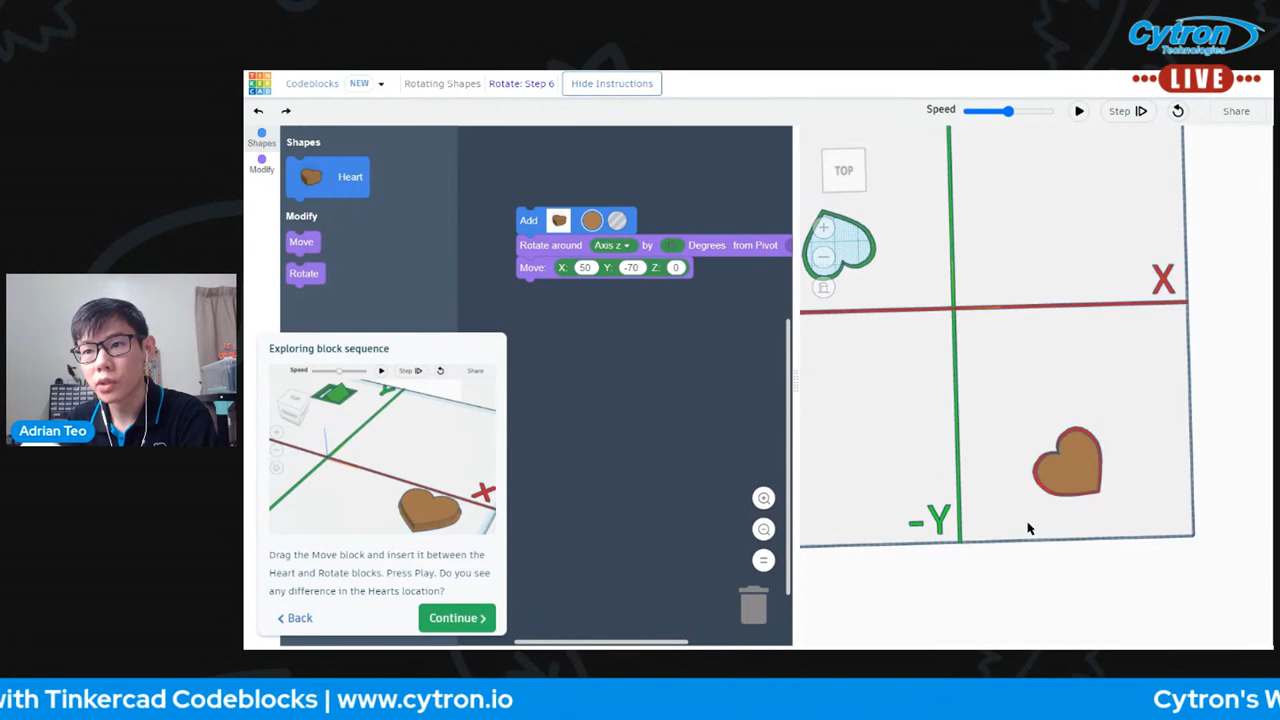 Cytron
Technologies
LIVE
Codeblocks NEW Rotating Shapes Rotate: Step 6 Hide Instructions
Speed Step Share
Shapes
Modify
Shapes
Heart
Modify
Move
Rotate
Add
Rotate around Axis z by Degrees from Pivot
Move: X: 50 Y: -70 Z: 0
TOP
X
-Y
Exploring block sequence
Speed Step Share
TOP
X
Drag the Move block and insert it between the
Heart and Rotate blocks. Press Play. Do you see
any difference in the Hearts location?
Back Continue
Adrian Teo
with Tinkercad Codeblocks | www.cytron.io
Cytron's W